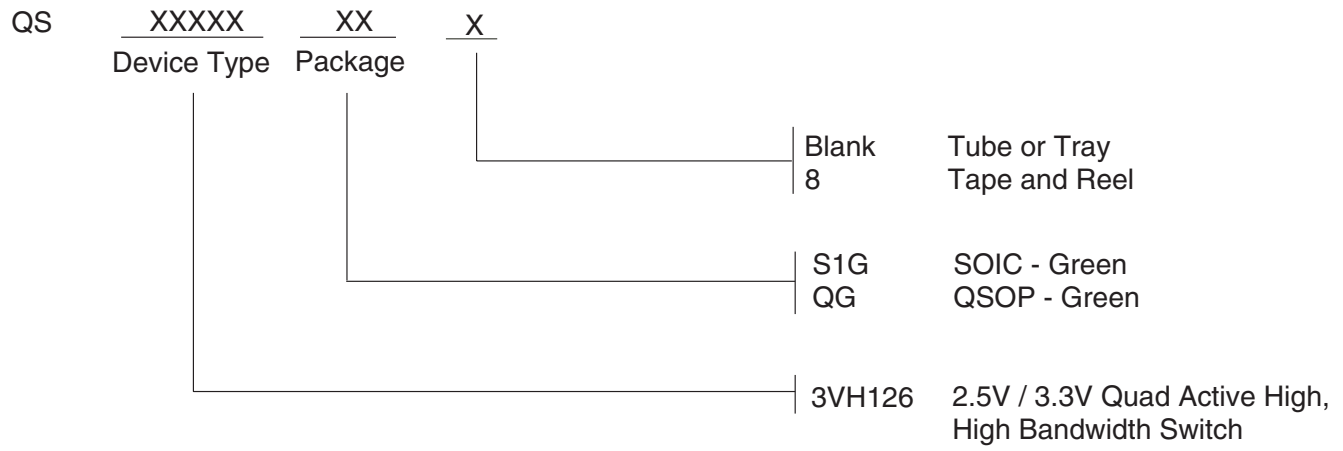 QS XXXXX XX X
Device Type Package
Blank Tube or Tray
8 Tape and Reel
S1G SOIC - Green
QG QSOP - Green
3VH126 2.5V / 3.3V Quad Active High,
High Bandwidth Switch